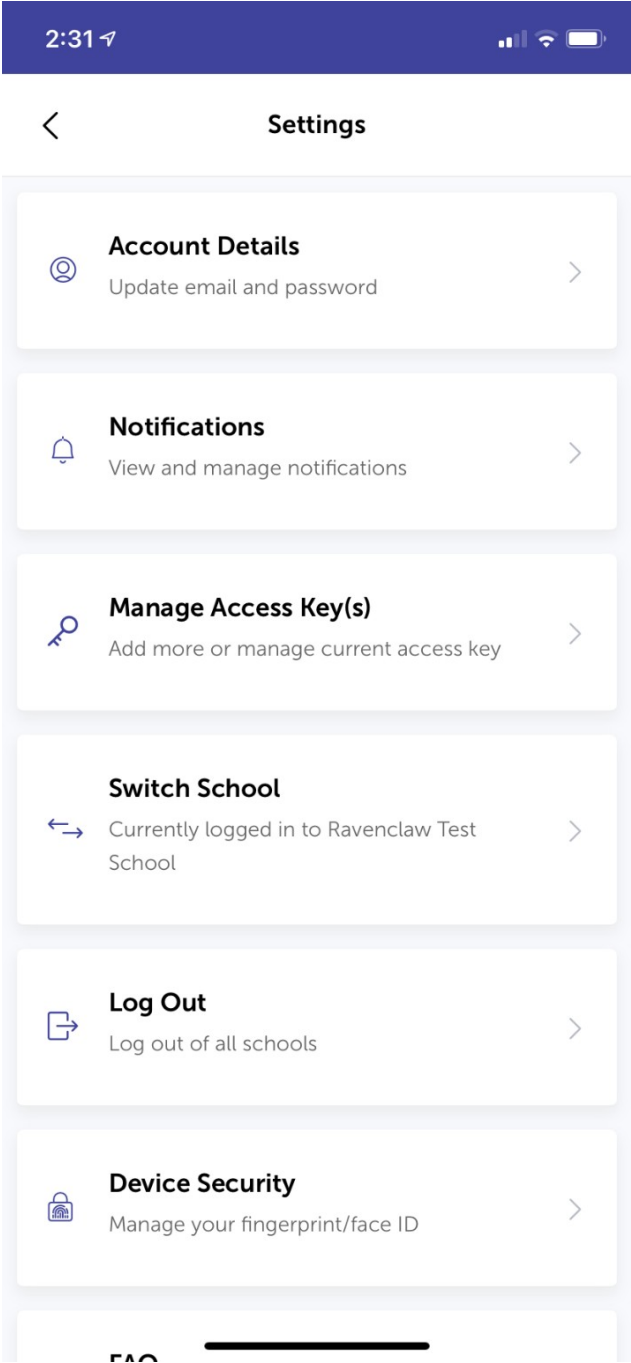 2:31
Settings
Account Details
Update email and password
Notifications
View and manage notifications
Manage Access Key(s)
Add more or manage current access key
Switch School
Currently logged in to Ravenclaw Test
School
Log Out
Log out of all schools
Device Security
Manage your fingerprint/face ID
FAQ